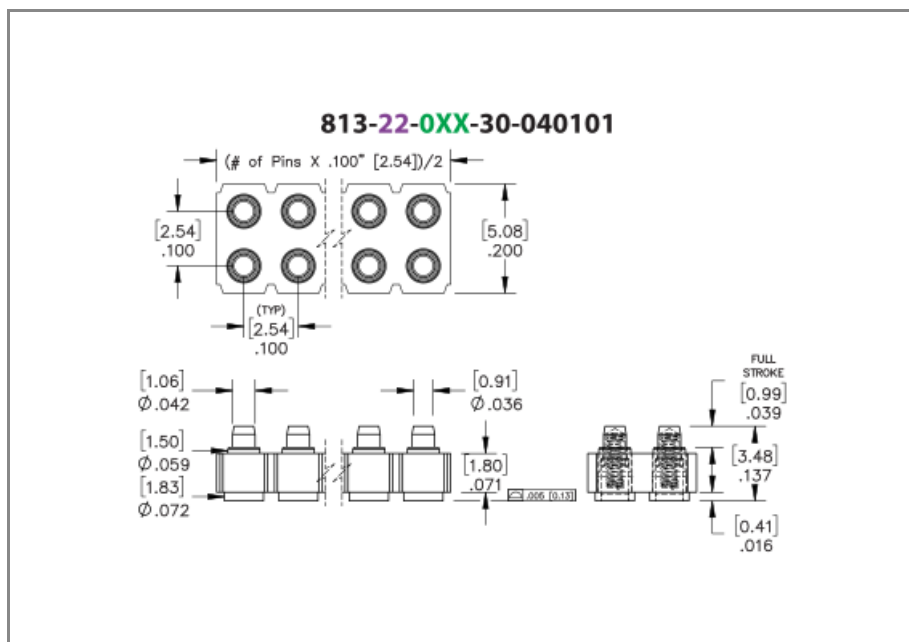 813-22-0XX-30-040101
(# of Pins X .100" [2.54])/2
[2.54]
.100
[5.08]
.200
(TYP)
[2.54]
.100
[1.06]
Ø.042
[0.91]
Ø.036
FULL
STROKE
[0.99]
.039
[1.50]
Ø.059
[1.80]
.071
[3.48]
.137
[1.83]
Ø.072
.005 [0.13]
[0.41]
.016